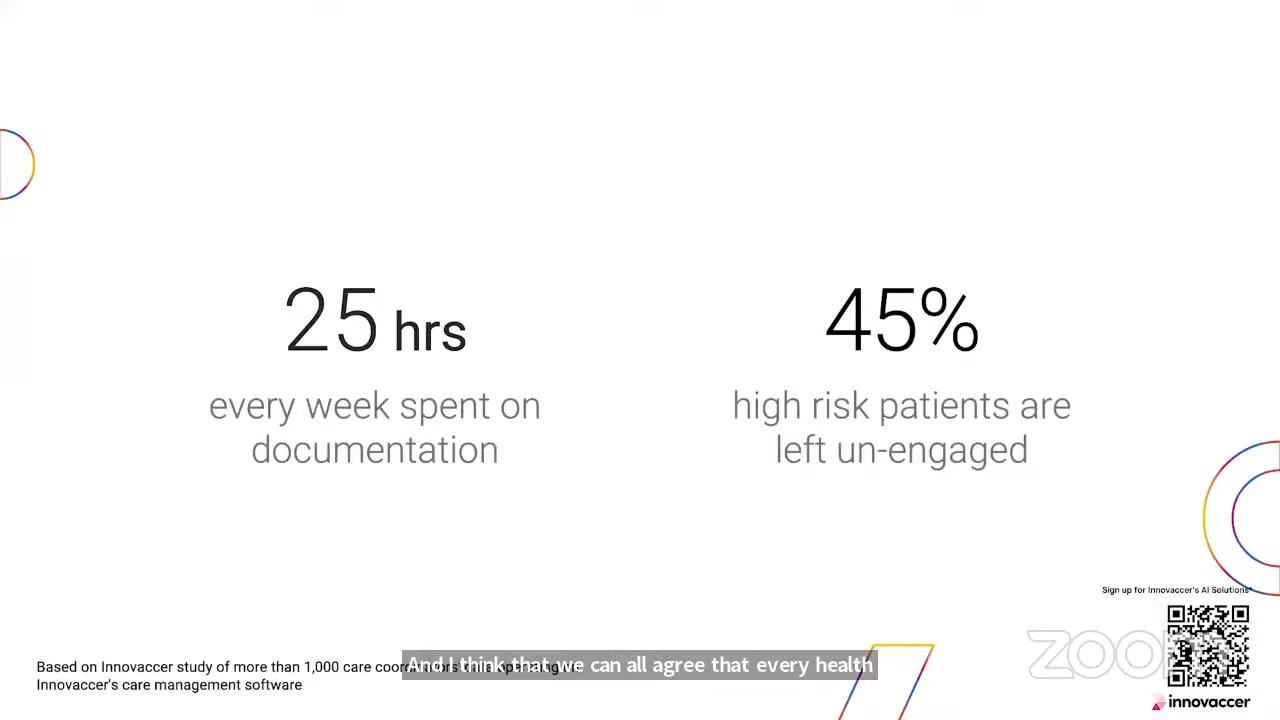 25 hrs
every week spent on
documentation
45%
high risk patients are
left un-engaged
Sign up for Innovaccer's AI Solutions*
Based on Innovaccer study of more than 1,000 care
Innovaccer's care management software
And I think that we can all agree that every health
zoom
innovaccer